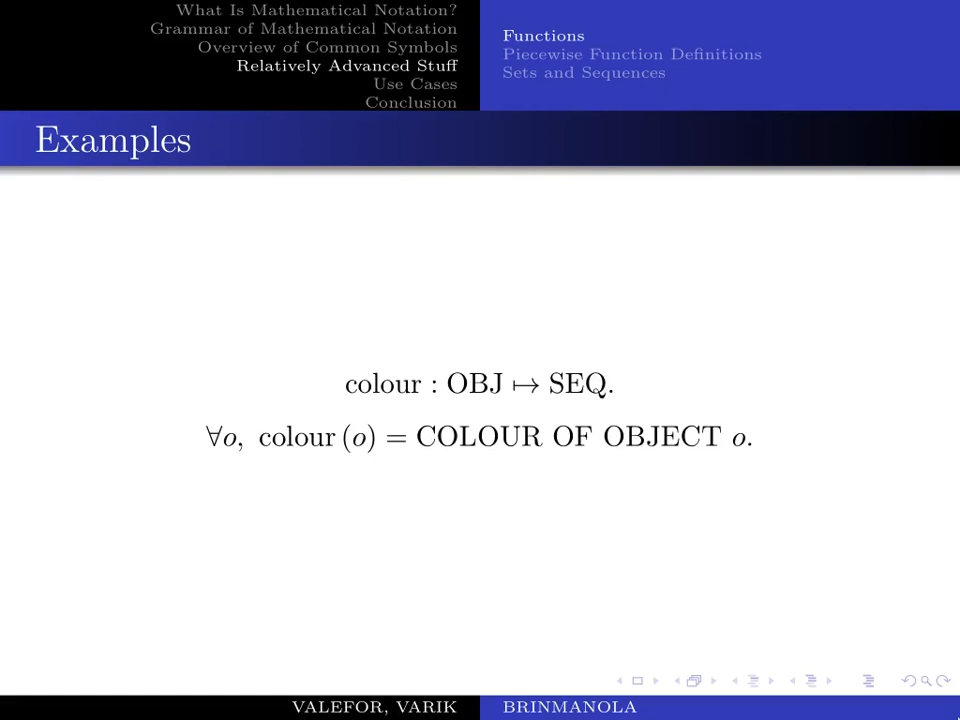 What Is Mathematical Notation?
Grammar of Mathematical Notation
Overview of Common Symbols
Relatively Advanced Stuff
Use Cases
Conclusion
Functions
Piecewise Function Definitions
Sets and Sequences
Examples
colour : OBJ ↦ SEQ.
∀o, colour (o) = COLOUR OF OBJECT o.
VALEFOR, VARIK
BRINMANOLA